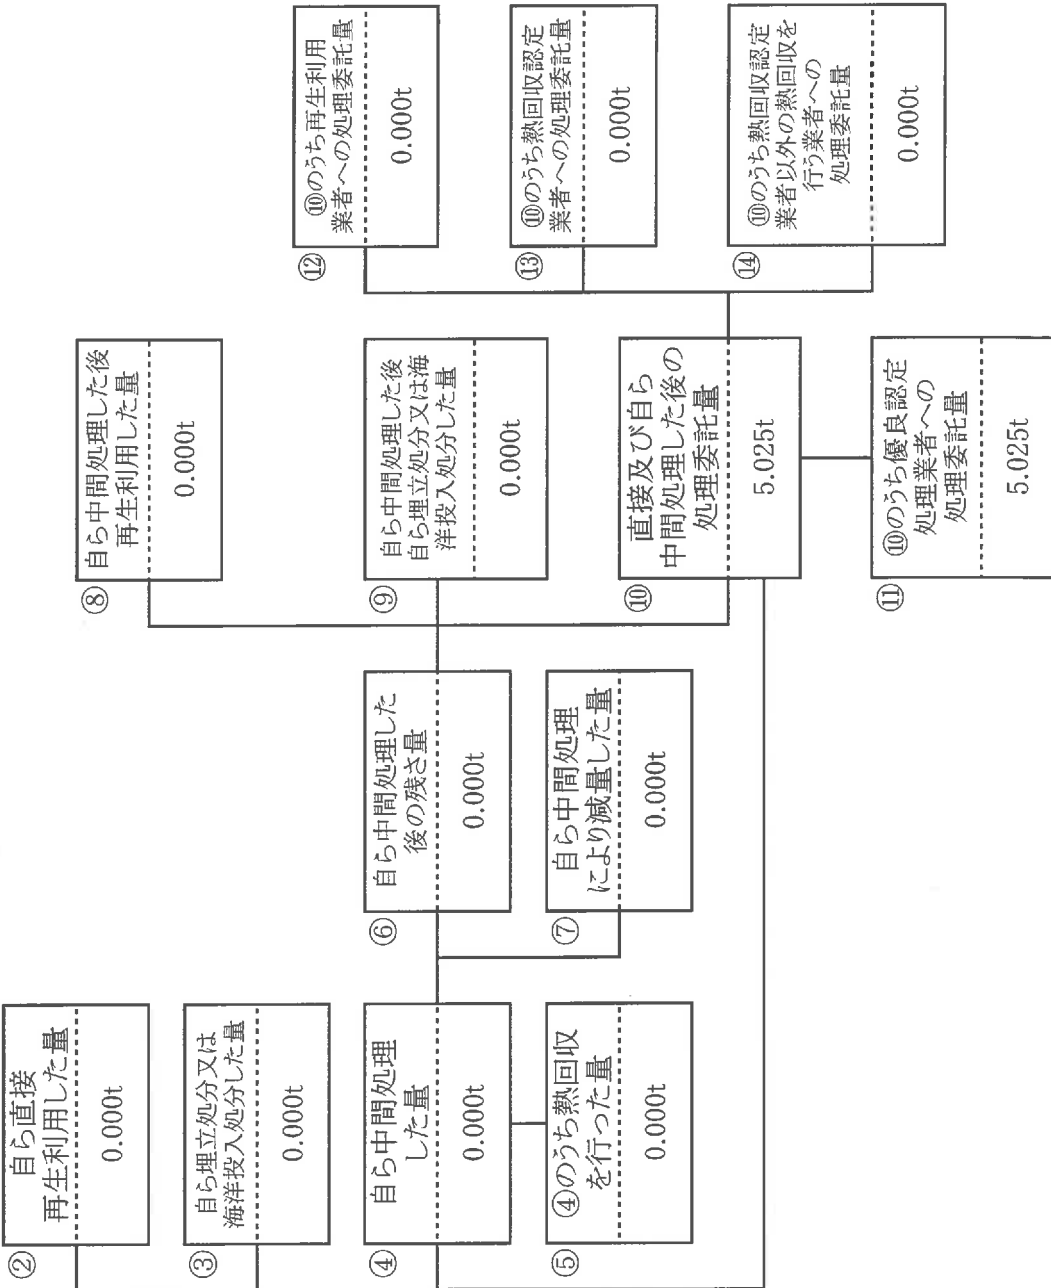 ②
自ら直接
再生利用した量
0.000t
③
自ら埋立処分又は
海洋投入処分した量
0.000t
④
自ら中間処理
した量
0.000t
⑤
④のうち熱回収
を行った量
0.000t
⑥
自ら中間処理した
後の残さ量
0.000t
⑦
自ら中間処理
により減量した量
0.000t
⑧
自ら中間処理した後
再生利用した量
0.000t
⑨
自ら中間処理した後
自ら埋立処分又は海
洋投入処分した量
0.000t
⑩
直接及び自ら
中間処理した後の
処理委託量
5.025t
⑪
⑩のうち優良認定
処理業者への
処理委託量
5.025t
⑫
⑩のうち再生利用
業者への処理委託量
0.000t
⑬
⑩のうち熱回収認定
業者への処理委託量
0.000t
⑭
⑩のうち熱回収認定
業者以外の熱回収を
行う業者への
処理委託量
0.000t